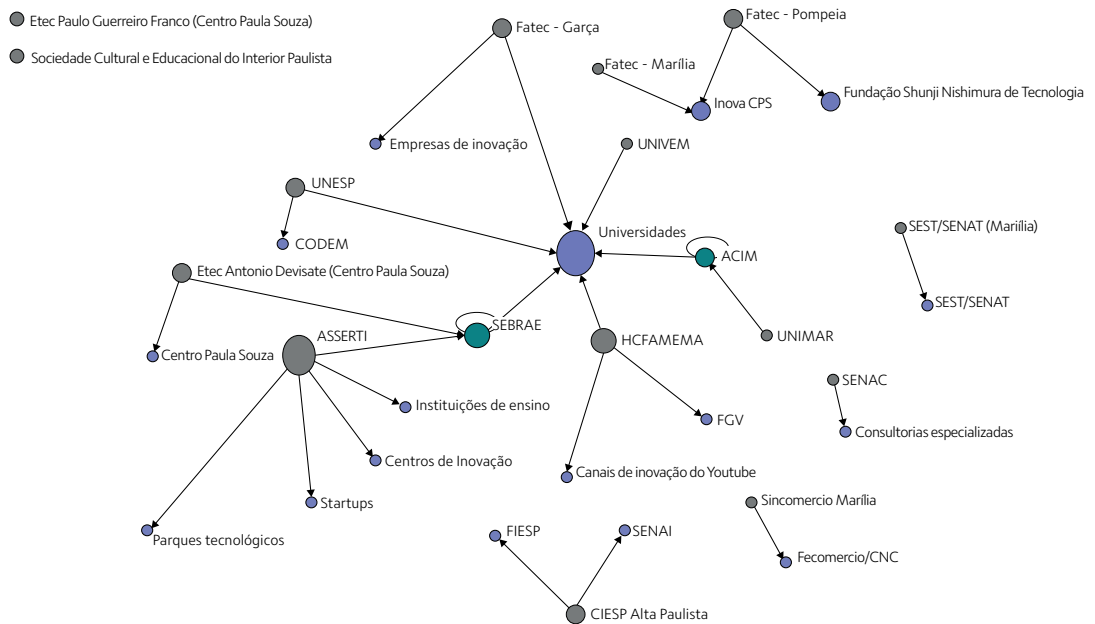 Etec Paulo Guerreiro Franco (Centro Paula Souza)
Fatec - Garça
Fatec - Pompeia
Sociedade Cultural e Educacional do Interior Paulista
Fatec - Marília
Fundação Shunji Nishimura de Tecnologia
Inova CPS
Empresas de inovação
UNIVEM
UNESP
Universidades
SEST/SENAT (Mariília)
CODEM
ACIM
Etec Antonio Devisate (Centro Paula Souza)
SEST/SENAT
SEBRAE
ASSERTI
HCFAMEMA
UNIMAR
Centro Paula Souza
SENAC
Instituições de ensino
FGV
Consultorias especializadas
Centros de Inovação
Canais de inovação do Youtube
Startups
Sincomercio Marília
Parques tecnológicos
FIESP
SENAI
Fecomercio/CNC
CIESP Alta Paulista